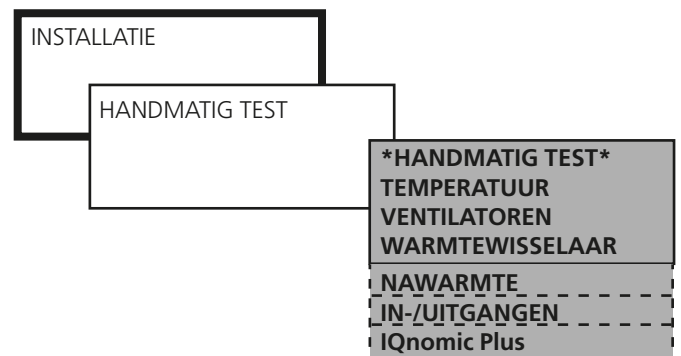 INSTALLATIE
HANDMATIG TEST
*HANDMATIG TEST*
TEMPERATUUR
VENTILATOREN
WARMTEWISSELAAR
NAWARMTE
IN-/UITGANGEN
IQnomic Plus